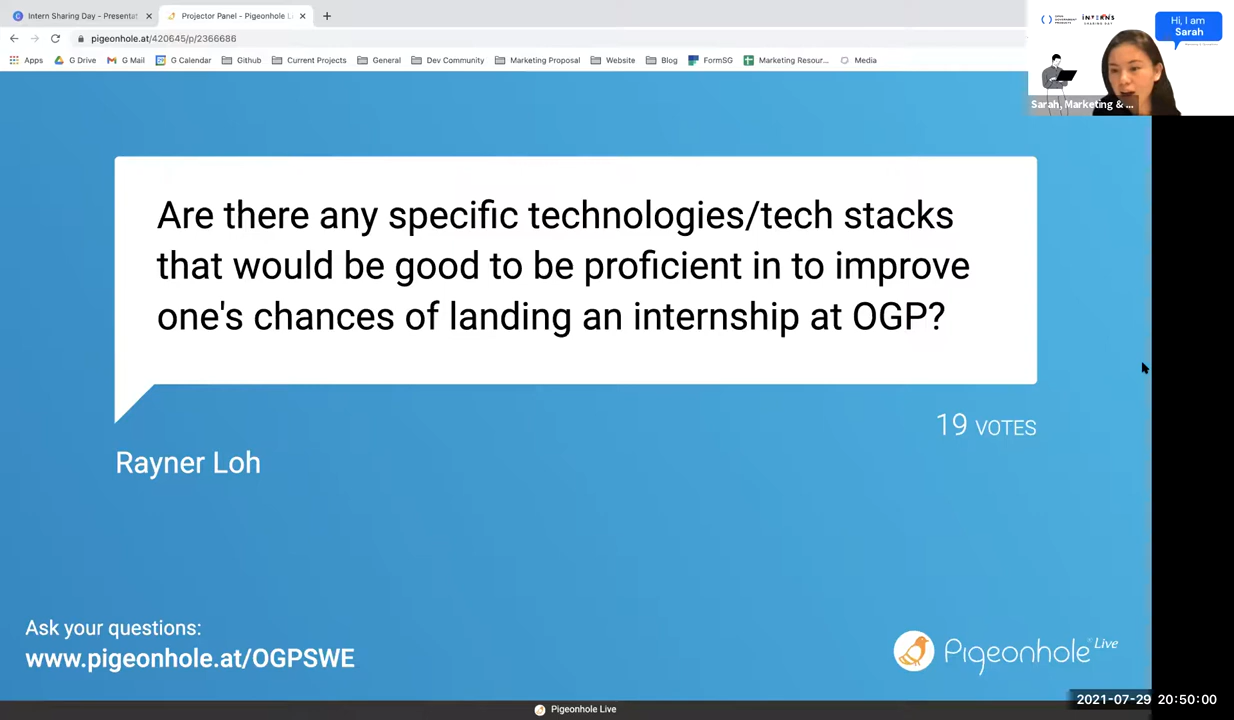 Intern Sharing Day - Presentat
Projector Panel - Pigeonhole L
pigeonhole.at/420645/p/2366686
Apps G Drive G Mail G Calendar Github Current Projects General Dev Community Marketing Proposal Website Blog FormSG Marketing Resour... Media
INTERNS
Hi, I am
Sarah
Sarah, Marketing & ...
Are there any specific technologies/tech stacks
that would be good to be proficient in to improve
one's chances of landing an internship at OGP?
19 VOTES
Rayner Loh
Ask your questions:
www.pigeonhole.at/OGPSWE
Pigeonhole Live
2021-07-29 20:50:00
Pigeonhole Live